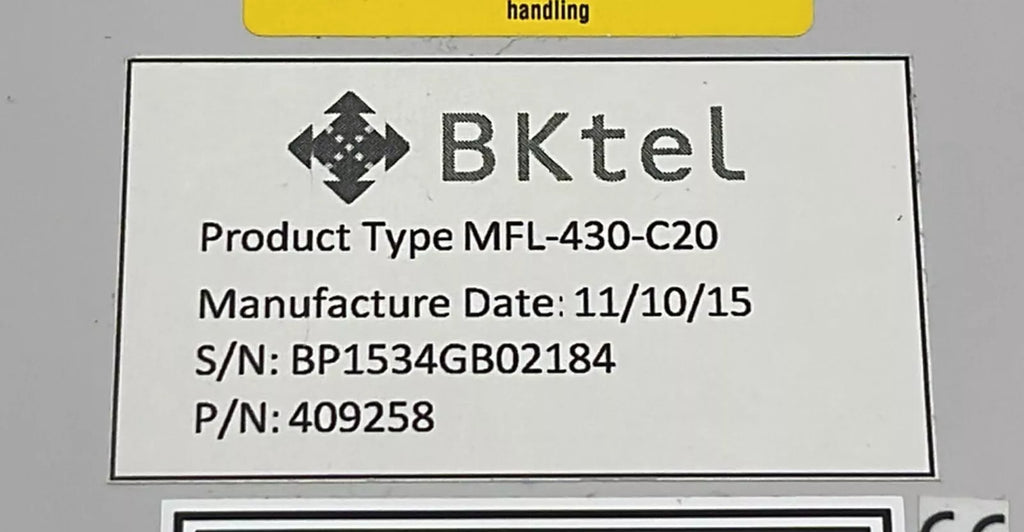 handling
BKtel
Product Type MFL-430-C20
Manufacture Date: 11/10/15
S/N: BP1534GB02184
P/N: 409258